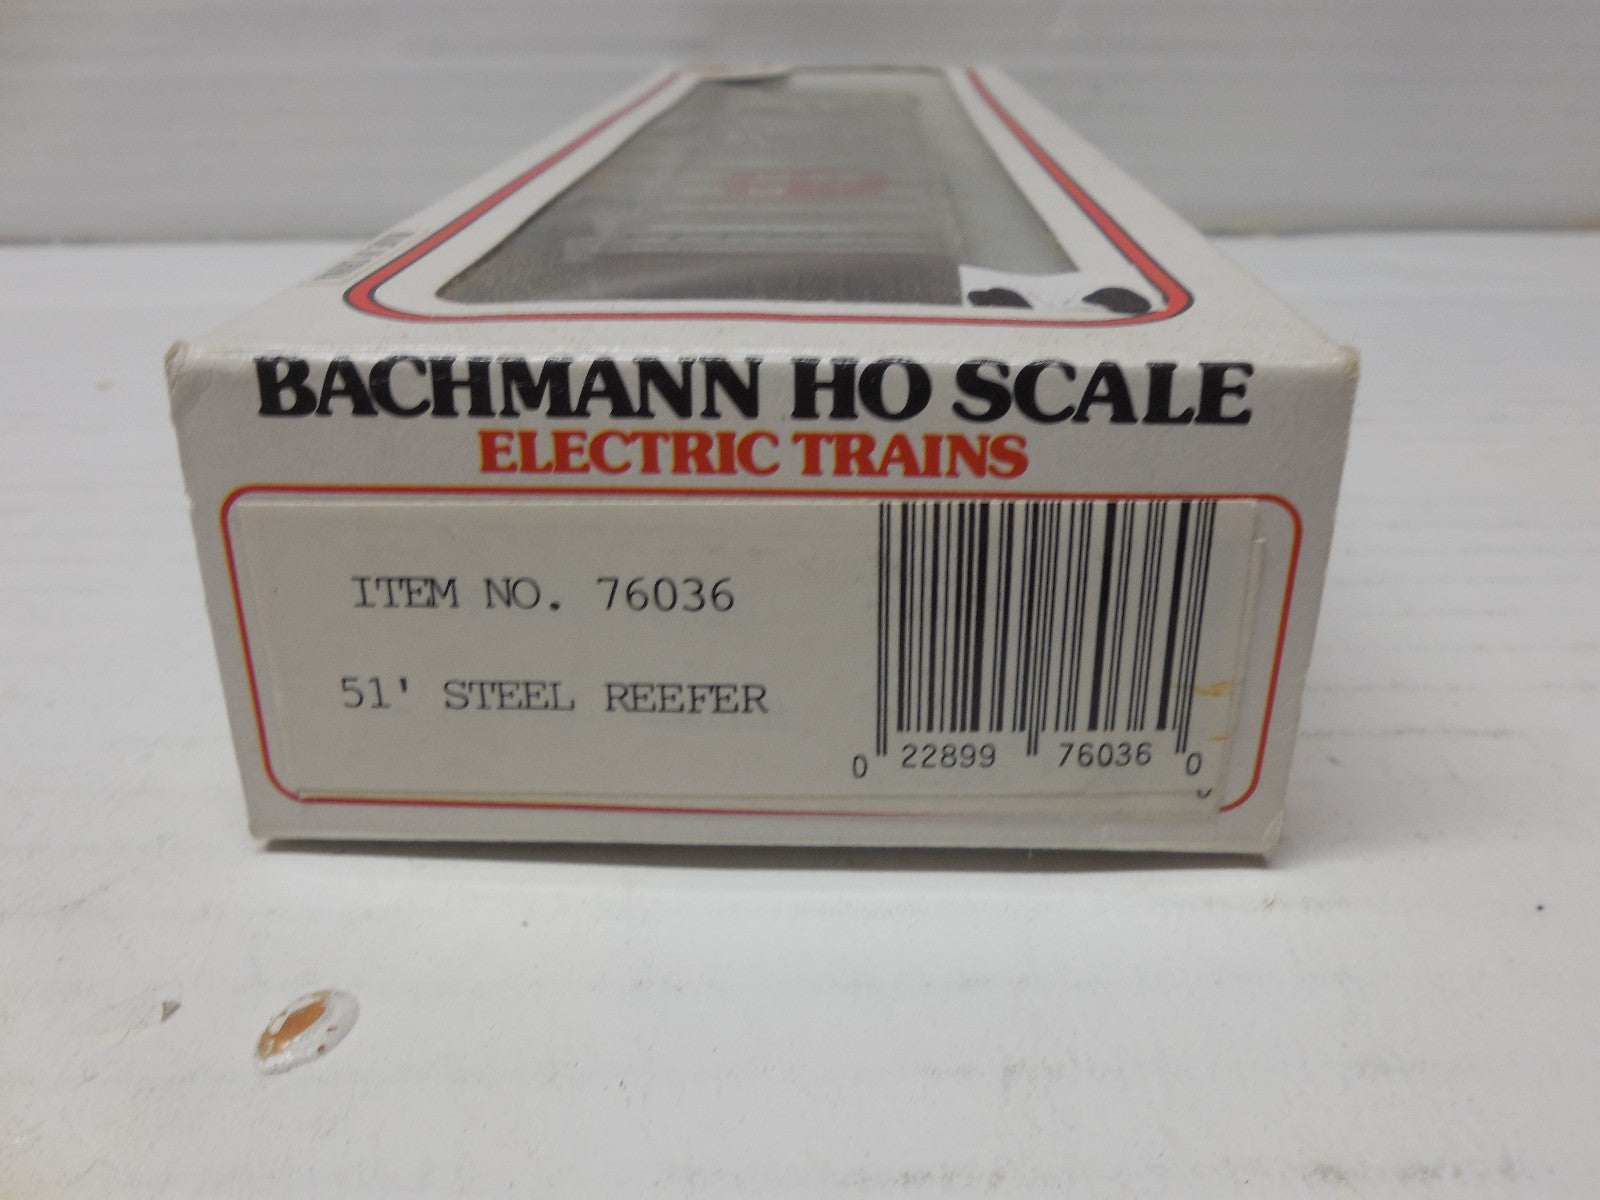 BACHMANN HO SCALE
ELECTRIC TRAINS
ITEM NO. 76036
51' STEEL REEFER
0 22899 76036 0